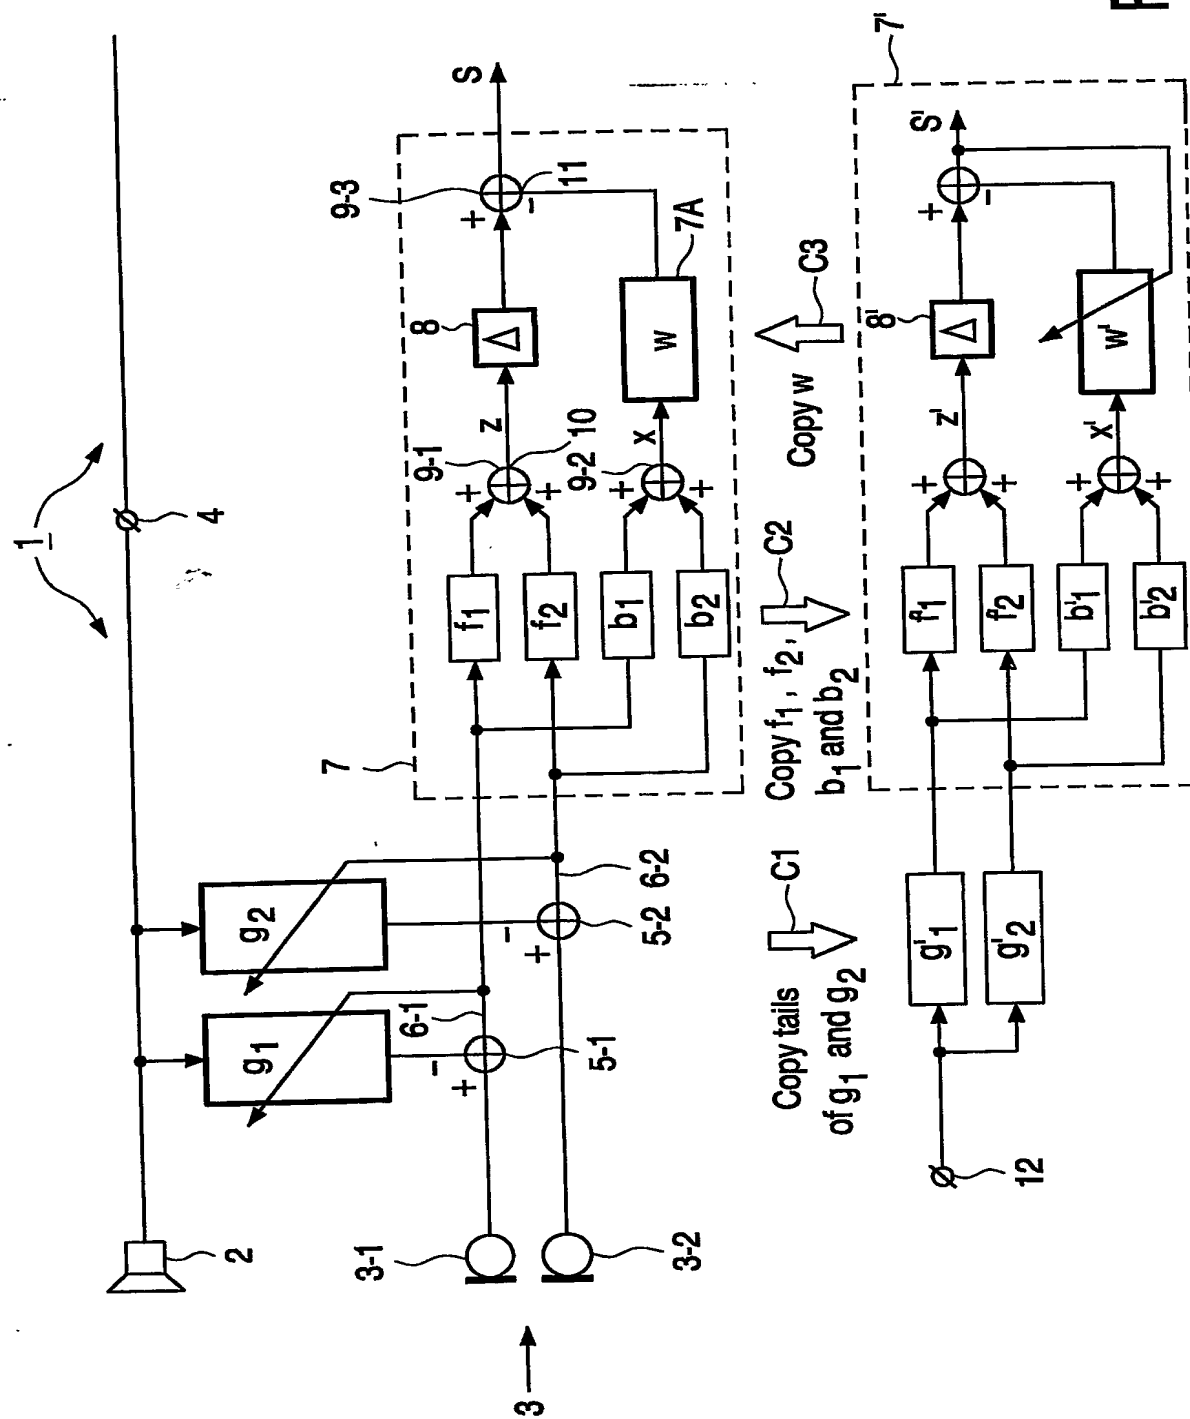 1
2
4
g1
g2
6-1
6-2
5-1
5-2
-
+
-
+
3
3-1
3-2
7
f1
f2
b1
b2
9-1
+
+
10
9-2
+
+
z
x
8
Δ
w
7A
9-3
+
-
11
S
Copy tails
of g1 and g2
C1
Copy f1, f2,
b1 and b2
C2
Copy w
C3
12
g'1
g'2
7'
f'1
f'2
b'1
b'2
+
+
+
+
z'
x'
8'
Δ
w'
+
-
S'